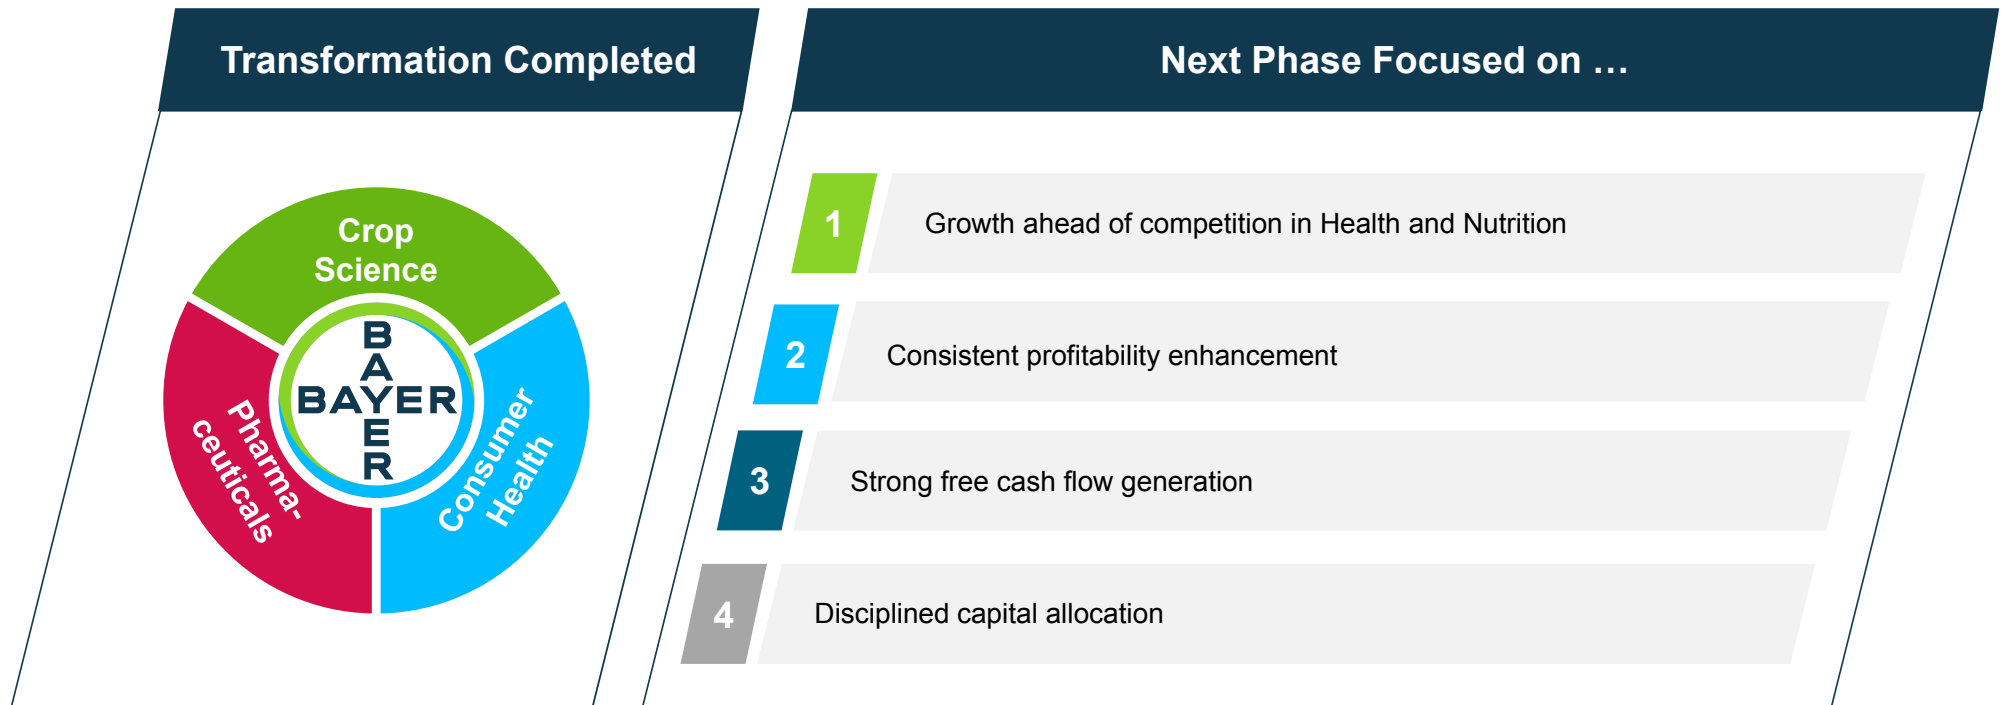 Transformation Completed
Crop
Science
Pharma-
ceuticals
Consumer
Health
BAYER
BAYER
Next Phase Focused on …
1
Growth ahead of competition in Health and Nutrition
2
Consistent profitability enhancement
3
Strong free cash flow generation
4
Disciplined capital allocation